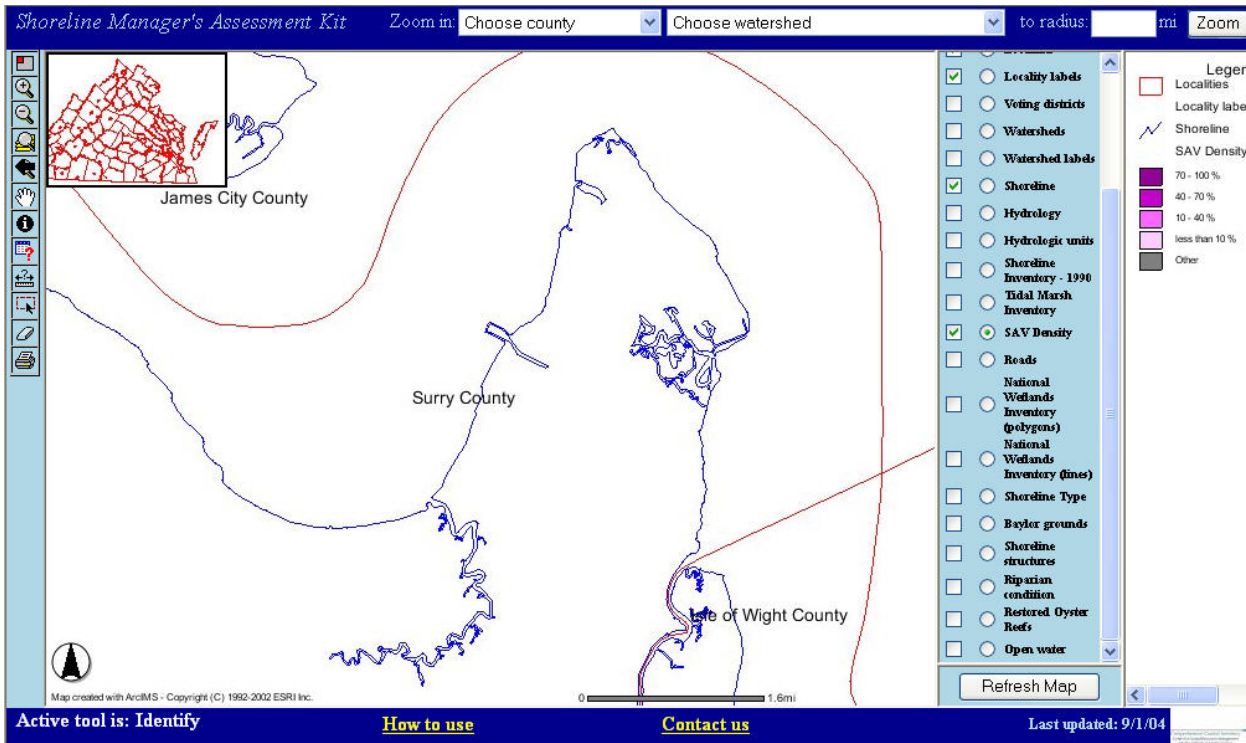 Shoreline Manager's Assessment Kit
Zoom in: Choose county Choose watershed to radius: mi Zoom
James City County
Surry County
Isle of Wight County
Map created with ArcIMS - Copyright (C) 1992-2002 ESRI Inc.
0 1.6mi
Locality labels
Voting districts
Watersheds
Watershed labels
Shoreline
Hydrology
Hydrologic units
Shoreline
Inventory - 1990
Tidal Marsh
Inventory
SAV Density
Roads
National
Wetlands
Inventory
(polygons)
National
Wetlands
Inventory (lines)
Shoreline Type
Baylor grounds
Shoreline
structures
Riparian
condition
Restored Oyster
Reefs
Open water
Refresh Map
Legen
Localities
Locality labe
Shoreline
SAV Density
70 - 100 %
40 - 70 %
10 - 40 %
less than 10 %
Other
Active tool is: Identify
How to use
Contact us
Last updated: 9/1/04